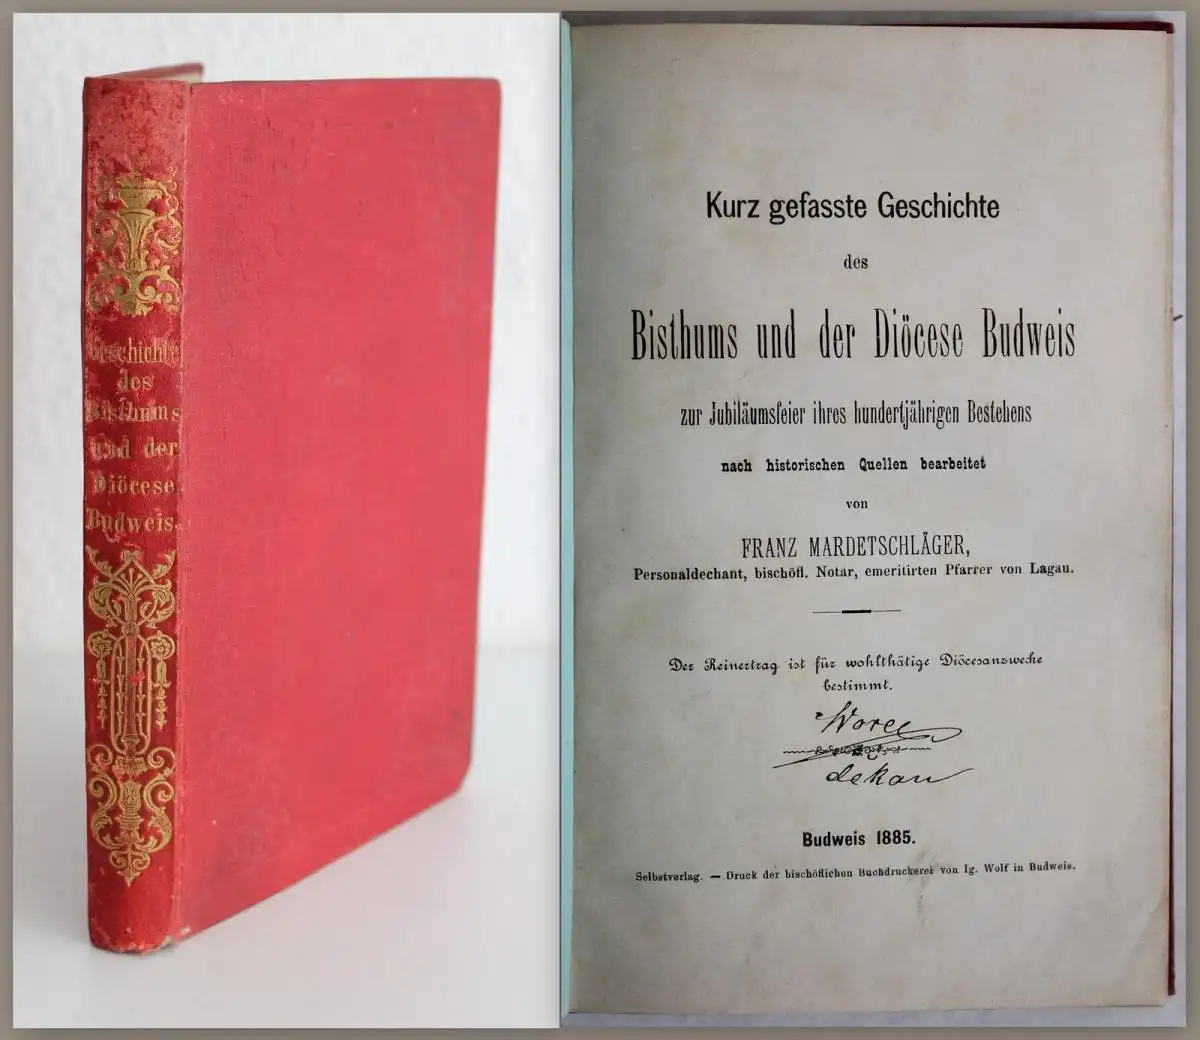 Geschichte
des
Bisthums
und der
Diöcese
Budweis.
Kurz gefasste Geschichte
des
Bisthums und der Diöcese Budweis
zur Jubiläumsfeier ihres hundertjährigen Bestehens
nach historischen Quellen bearbeitet
von
FRANZ MARDETSCHLÄGER,
Personaldechant, bischöfl. Notar, emeritirten Pfarrer von Lagau.
Der Reinertrag ist für wohlthätige Diöcesanzwecke
bestimmt.
dekan
Budweis 1885.
Selbstverlag. — Druck der bischöflichen Buchdruckerei von Ig. Wolf in Budweis.